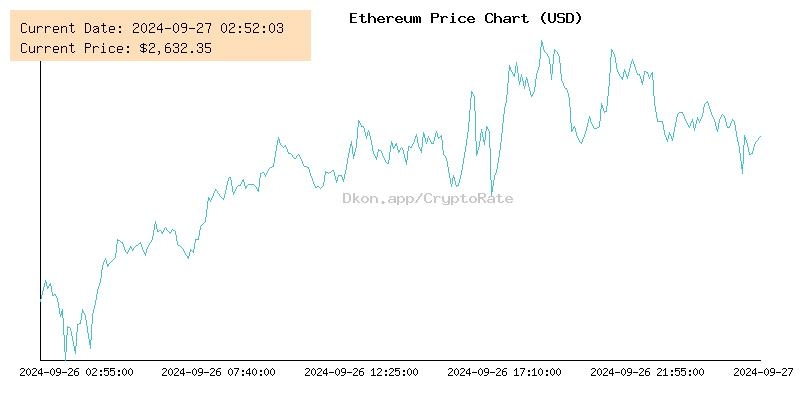 Ethereum Price Chart (USD)
Current Date: 2024-09-27 02:52:03
Current Price: $2,632.35
Dkon.app/CryptoRate
2024-09-26 02:55:00 2024-09-26 07:40:00 2024-09-26 12:25:00 2024-09-26 17:10:00 2024-09-26 21:55:00 2024-09-27